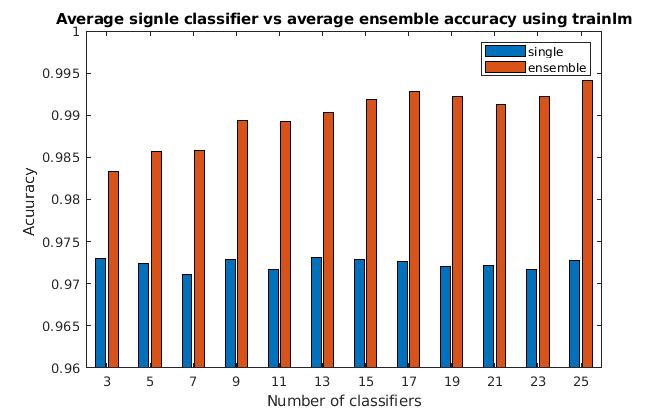 Average signle classifier vs average ensemble accuracy using trainlm
1
single
ensemble
0.995
0.99
0.985
0.98
0.975
0.97
0.965
0.96
Acuuracy
3 5 7 9 11 13 15 17 19 21 23 25
Number of classifiers